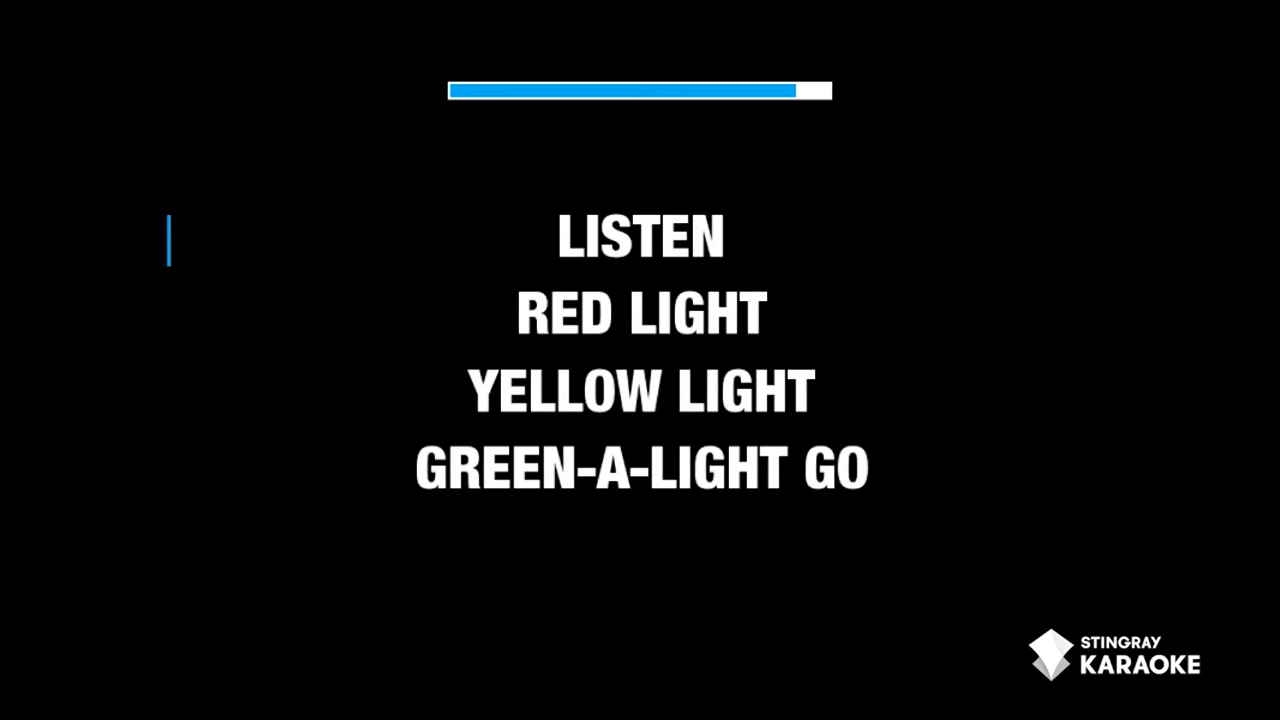 LISTEN
RED LIGHT
YELLOW LIGHT
GREEN-A-LIGHT GO
STINGRAY
KARAOKE